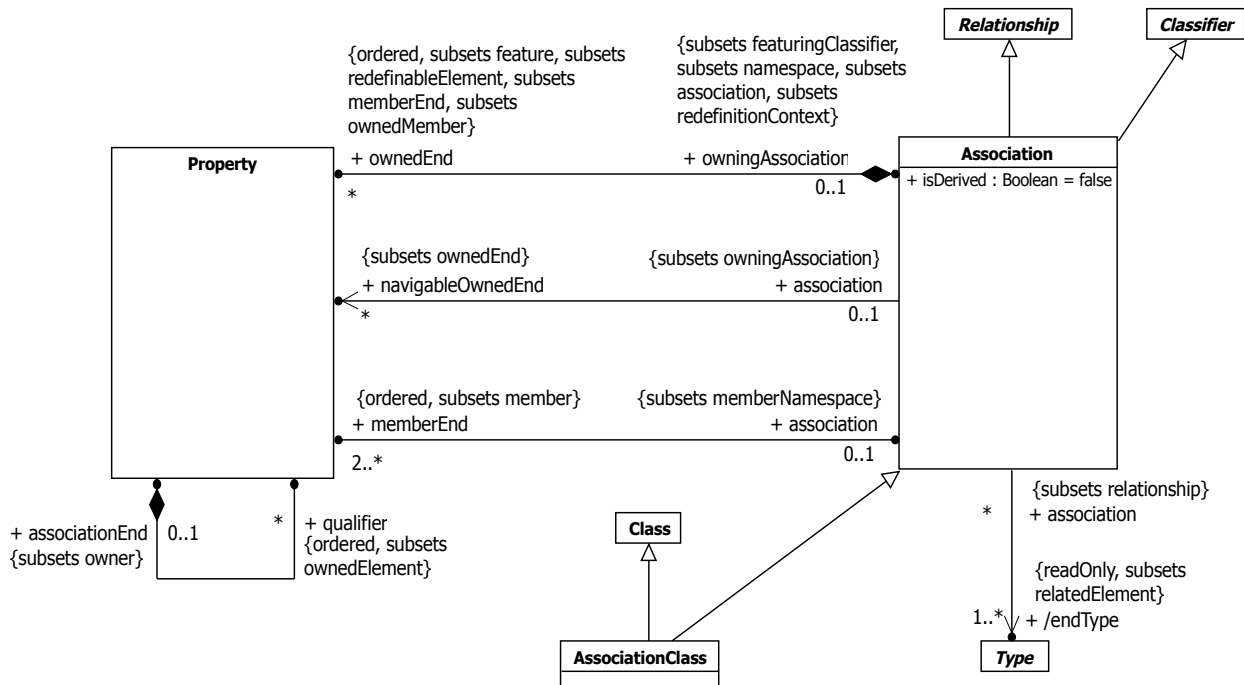 Relationship
Classifier
{ordered, subsets feature, subsets
redefinableElement, subsets
memberEnd, subsets
ownedMember}
{subsets featuringClassifier,
subsets namespace, subsets
association, subsets
redefinitionContext}
Property
+ ownedEnd
+ owningAssociation
*
0..1
Association
+ isDerived : Boolean = false
{subsets ownedEnd}
{subsets owningAssociation}
+ navigableOwnedEnd
+ association
*
0..1
{ordered, subsets member}
{subsets memberNamespace}
+ memberEnd
+ association
2..*
0..1
+ associationEnd
{subsets owner}
0..1
*
+ qualifier
{ordered, subsets
ownedElement}
Class
{subsets relationship}
*
+ association
{readOnly, subsets
relatedElement}
1..*
+ /endType
AssociationClass
Type